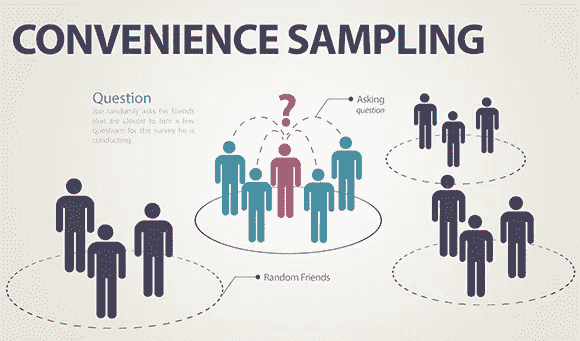 CONVENIENCE SAMPLING
Question
Joe randomly asks his friends
that are closest to him a few
questions for the survey he is
conducting.
?
Asking
question
Random Friends